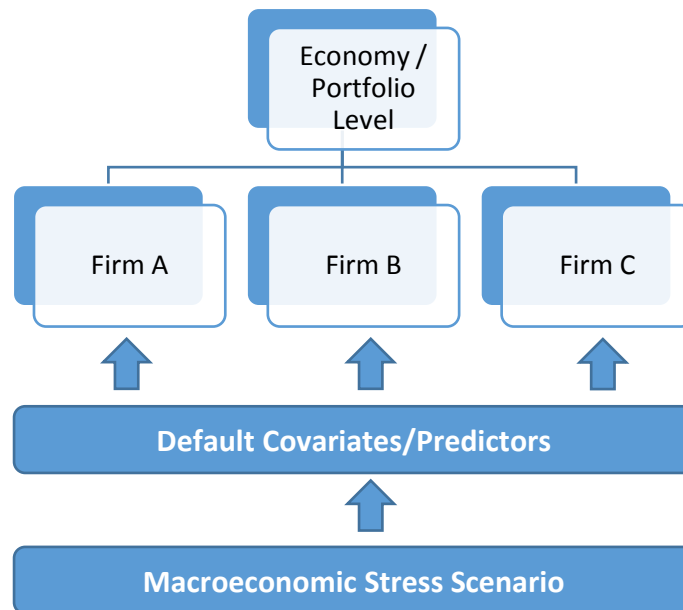 Economy /
Portfolio
Level
Firm A
Firm B
Firm C
Default Covariates/Predictors
Macroeconomic Stress Scenario